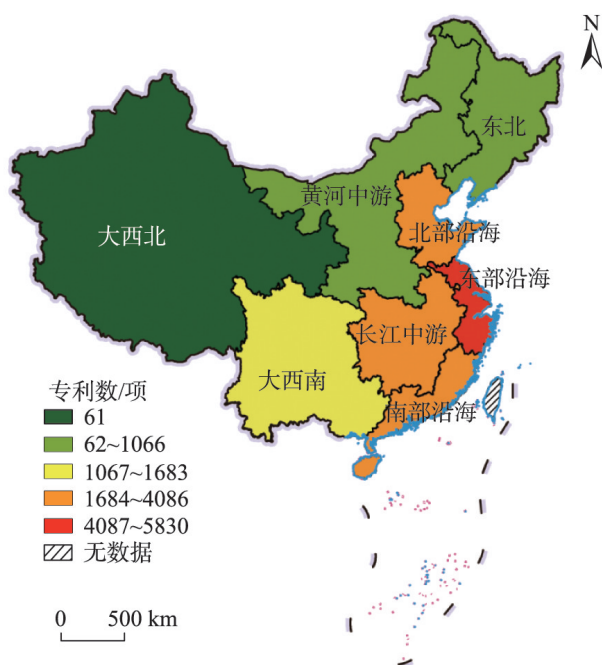 N
东北
黄河中游
大西北
北部沿海
东部沿海
长江中游
大西南
南部沿海
专利数/项
61
62~1066
1067~1683
1684~4086
4087~5830
无数据
0 500 km